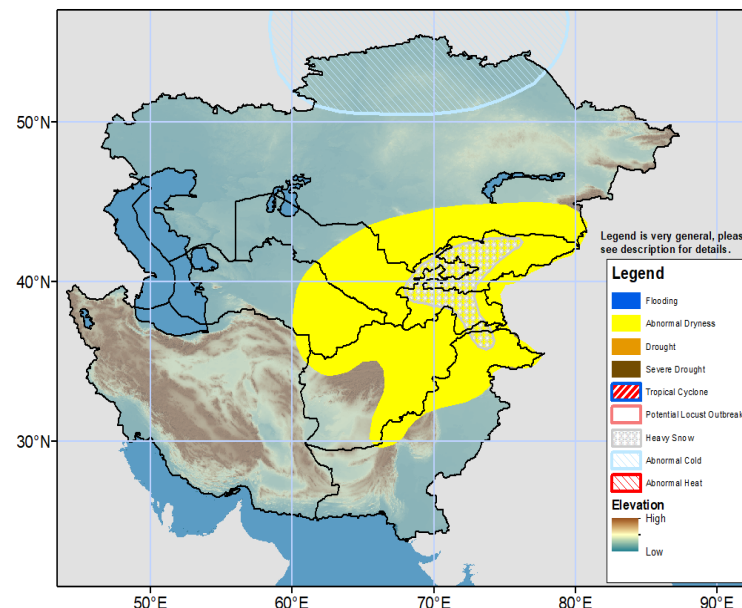 50°N
40°N
30°N
50°E
60°E
70°E
80°E
90°E
Legend is very general, pleas
see description for details.
Legend
Flooding
Abnormal Dryness
Drought
Severe Drought
Tropical Cyclone
Potential Locust Outbreak
Heavy Snow
Abnormal Cold
Abnormal Heat
Elevation
High
Low